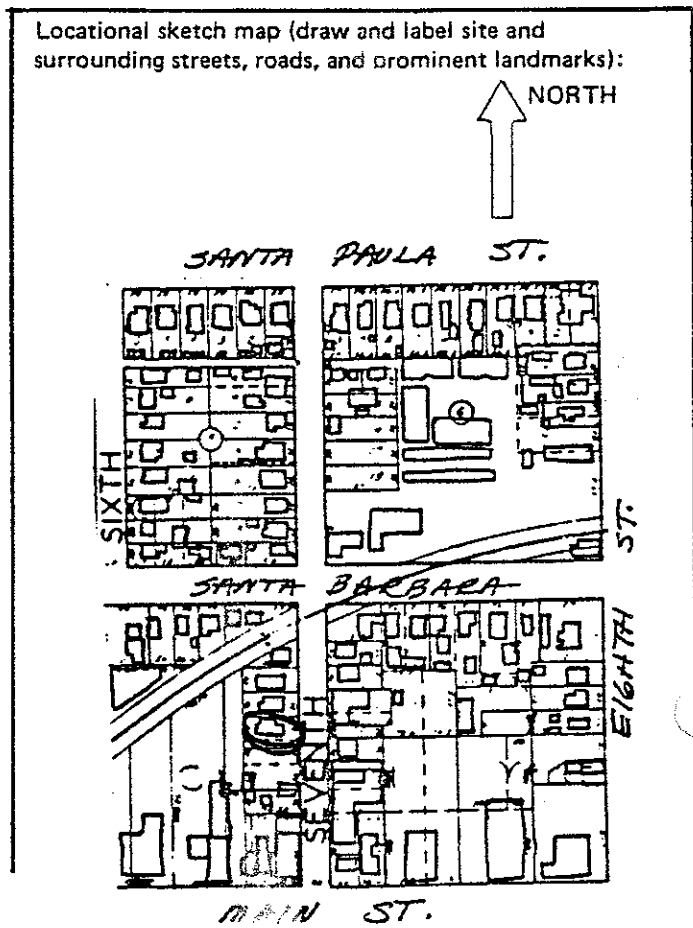 Locational sketch map (draw and label site and
surrounding streets, roads, and prominent landmarks):
NORTH
SANTA PAULA ST.
SIXTH
ST.
SANTA BARBARA
EIGHTH
SEVENTH
MAIN ST.